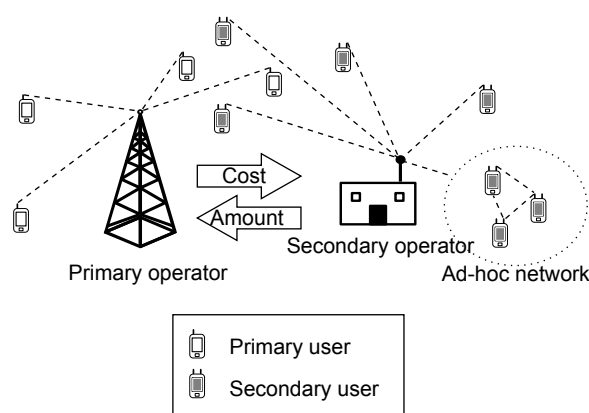 Cost
Amount
Primary operator
Secondary operator
Ad-hoc network
Primary user
Secondary user